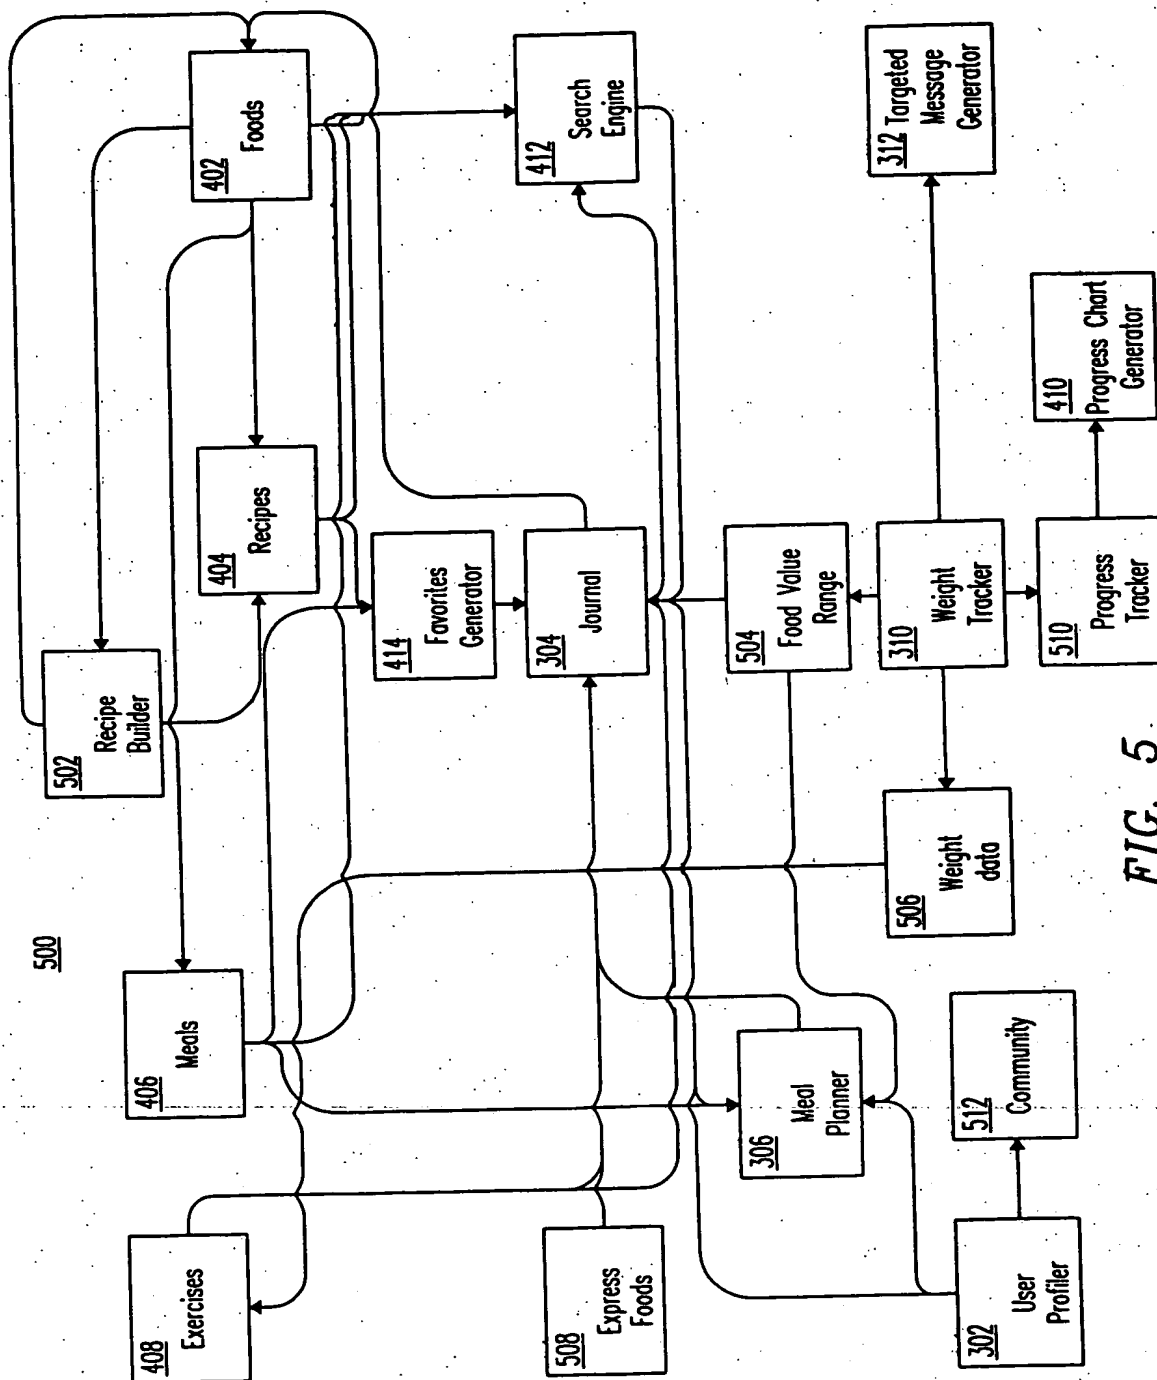 500
502
Recipe
Builder
408
Exercises
406
Meals
404
Recipes
402
Foods
414
Favorites
Generator
412
Search
Engine
304
Journal
508
Express
Foods
504
Food Value
Range
306
Meal
Planner
312 Targeted
Message
Generator
310
Weight
Tracker
506
Weight
data
302
User
Profiler
512
Community
510
Progress
Tracker
410
Progress Chart
Generator
FIG. 5